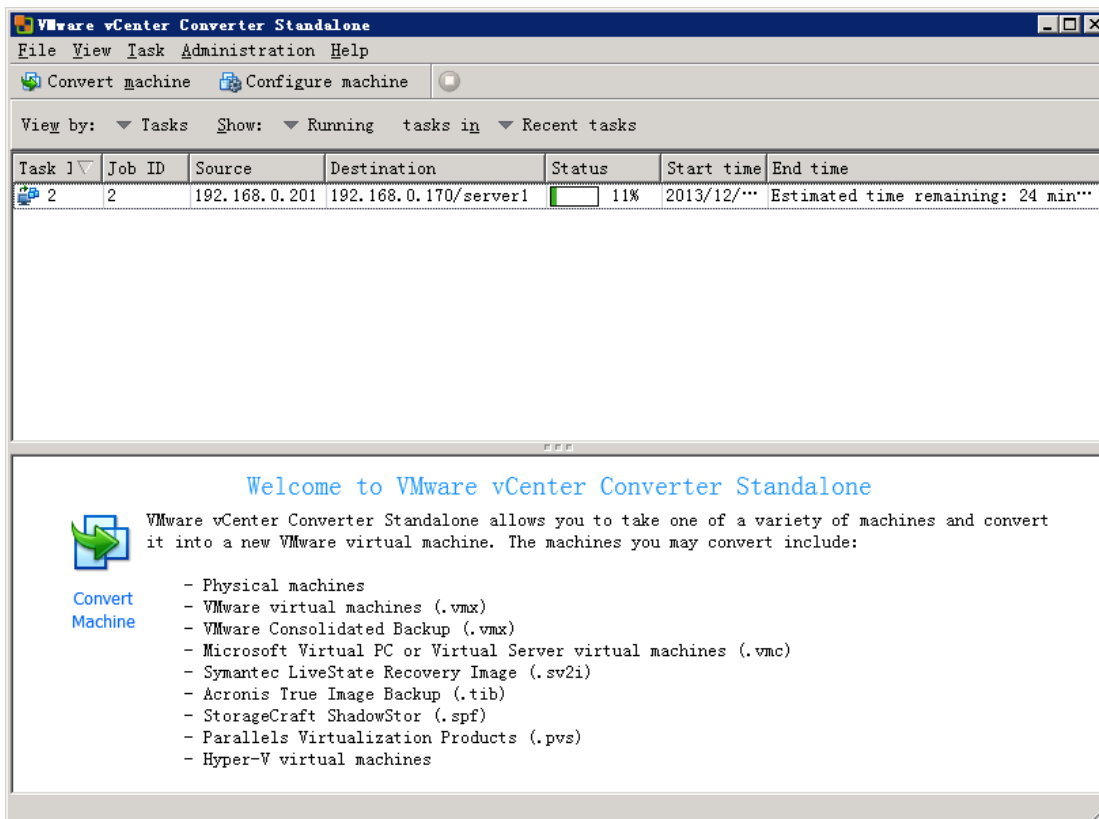 VMware vCenter Converter Standalone
File View Task Administration Help
Convert machine Configure machine
View by: Tasks Show: Running tasks in Recent tasks
Task I Job ID Source Destination Status Start time End time
2 2 192.168.0.201 192.168.0.170/server1 11% 2013/12/… Estimated time remaining: 24 min…
Welcome to VMware vCenter Converter Standalone
VMware vCenter Converter Standalone allows you to take one of a variety of machines and convert
it into a new VMware virtual machine. The machines you may convert include:
Convert
Machine
- Physical machines
- VMware virtual machines (.vmx)
- VMware Consolidated Backup (.vmx)
- Microsoft Virtual PC or Virtual Server virtual machines (.vmc)
- Symantec LiveState Recovery Image (.sv2i)
- Acronis True Image Backup (.tib)
- StorageCraft ShadowStor (.spf)
- Parallels Virtualization Products (.pvs)
- Hyper-V virtual machines